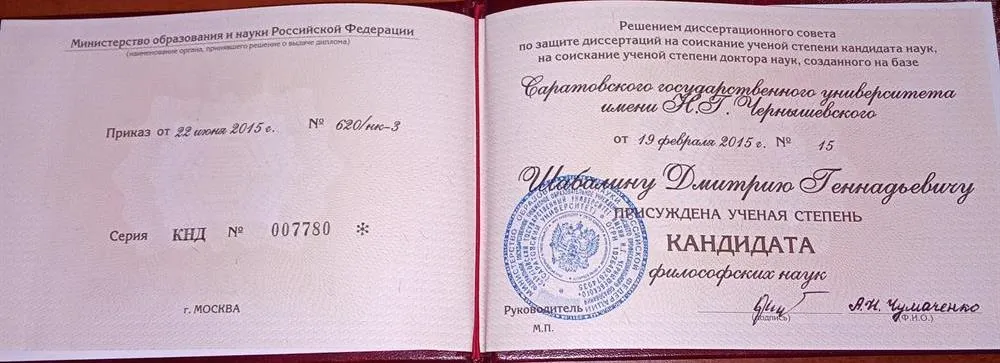 Министерство образования и науки Российской Федерации
(наименование органа, принявшего решение о выдаче диплома)
Приказ от 22 июня 2015 г. № 620/нк-3
Серия КНД № 007780 *
г. МОСКВА
Решением диссертационного совета
по защите диссертаций на соискание ученой степени кандидата наук,
на соискание ученой степени доктора наук, созданного на базе
Саратовского государственного университета
имени Н.Г. Чернышевского
от 19 февраля 2015 г. № 15
Шабалину Дмитрию Геннадьевичу
ПРИСУЖДЕНА УЧЕНАЯ СТЕПЕНЬ
КАНДИДАТА
философских наук
Руководитель
(подпись)
А.Н. Чумаченко
(Ф.И.О.)
М.П.